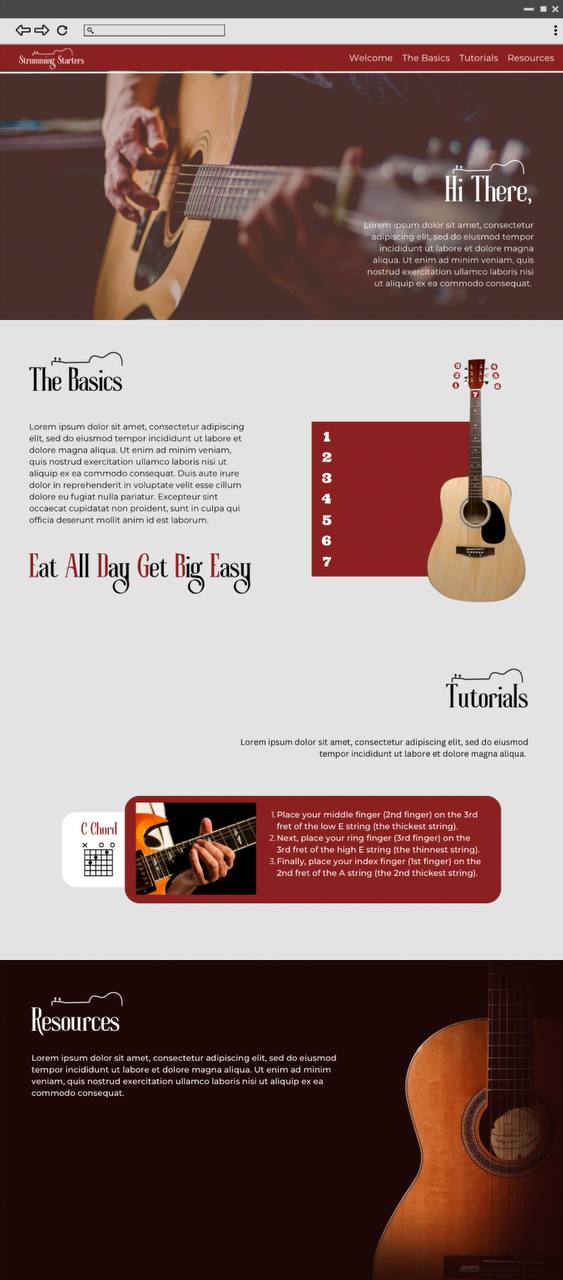 Strumming Starters
Welcome The Basics Tutorials Resources
Hi There,
Lorem ipsum dolor sit amet, consectetur
adipiscing elit, sed do eiusmod tempor
incididunt ut labore et dolore magna
aliqua. Ut enim ad minim veniam, quis
nostrud exercitation ullamco laboris nisi
ut aliquip ex ea commodo consequat.
The Basics
Lorem ipsum dolor sit amet, consectetur adipiscing
elit, sed do eiusmod tempor incididunt ut labore et
dolore magna aliqua. Ut enim ad minim veniam,
quis nostrud exercitation ullamco laboris nisi ut
aliquip ex ea commodo consequat. Duis aute irure
dolor in reprehenderit in voluptate velit esse cillum
dolore eu fugiat nulla pariatur. Excepteur sint
occaecat cupidatat non proident, sunt in culpa qui
officia deserunt mollit anim id est laborum.
Eat All Day Get Big Easy
3 4
2 5
1 6
7
1
2
3
4
5
6
7
Tutorials
Lorem ipsum dolor sit amet, consectetur adipiscing elit, sed do eiusmod
tempor incididunt ut labore et dolore magna aliqua.
C Chord
x o o
1.Place your middle finger (2nd finger) on the 3rd
fret of the low E string (the thickest string).
2.Next, place your ring finger (3rd finger) on the
3rd fret of the high E string (the thinnest string).
3.Finally, place your index finger (1st finger) on the
2nd fret of the A string (the 2nd thickest string).
Resources
Lorem ipsum dolor sit amet, consectetur adipiscing elit, sed do
eiusmod tempor incididunt ut labore et dolore magna aliqua. Ut enim ad minim
veniam, quis nostrud exercitation ullamco laboris nisi ut aliquip ex ea
commodo consequat.